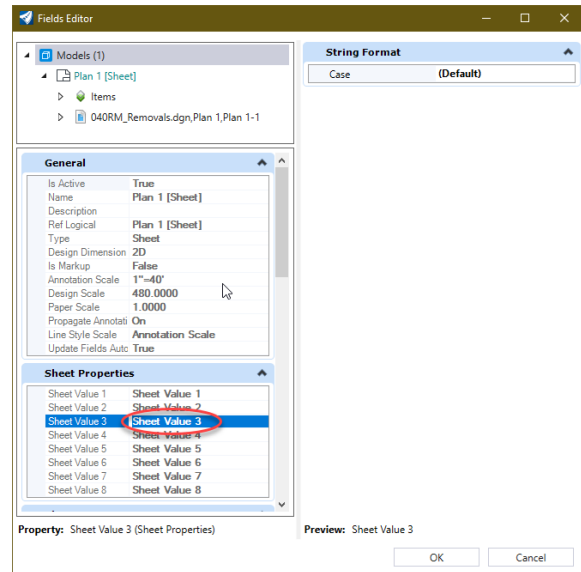 Fields Editor
Models (1)
Plan 1 [Sheet]
Items
040RM_Removals.dgn,Plan 1,Plan 1-1
General
Is Active True
Name Plan 1 [Sheet]
Description
Ref Logical Plan 1 [Sheet]
Type Sheet
Design Dimension 2D
Is Markup False
Annotation Scale 1"=40'
Design Scale 480.0000
Paper Scale 1.0000
Propagate Annotati On
Line Style Scale Annotation Scale
Update Fields Autc True
Sheet Properties
Sheet Value 1 Sheet Value 1
Sheet Value 2 Sheet Value 2
Sheet Value 3 Sheet Value 3
Sheet Value 4 Sheet Value 4
Sheet Value 5 Sheet Value 5
Sheet Value 6 Sheet Value 6
Sheet Value 7 Sheet Value 7
Sheet Value 8 Sheet Value 8
Property: Sheet Value 3 (Sheet Properties)
String Format
Case (Default)
Preview: Sheet Value 3
OK Cancel